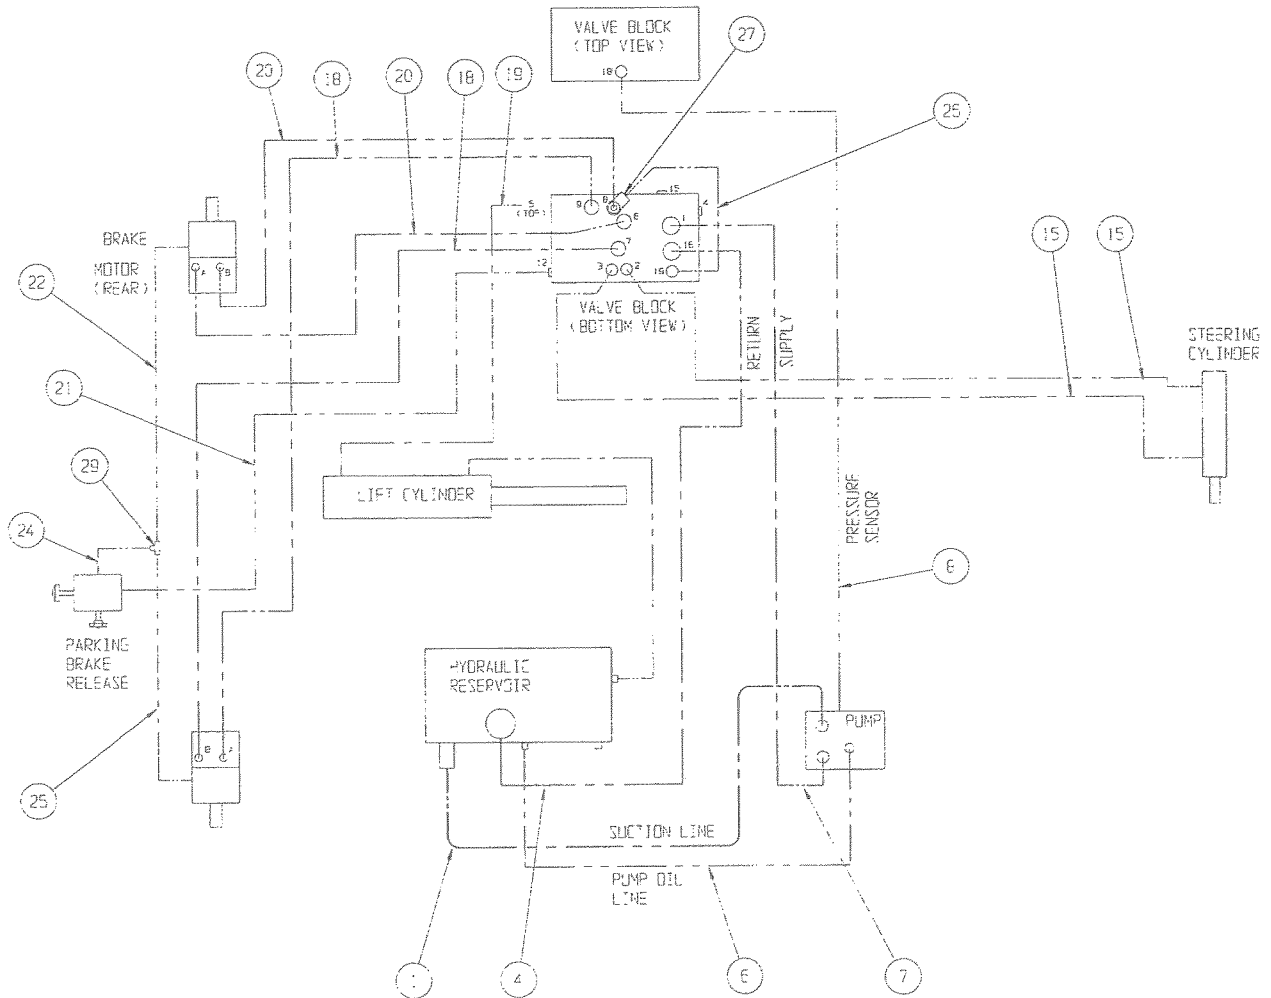 VALVE BLOCK
(TOP VIEW)
18
27
20
18
20
18
19
25
5
(TOP)
9
8
15
4
6
1
7
16
12
3
2
19
BRAKE
MOTOR
(REAR)
A
B
22
VALVE BLOCK
(BOTTOM VIEW)
RETURN
SUPPLY
15
15
STEERING
CYLINDER
21
29
LIFT CYLINDER
PRESSURE
SENSOR
24
8
PARKING
BRAKE
RELEASE
HYDRAULIC
RESERVOIR
PUMP
B
A
25
SUCTION LINE
PUMP OIL
LINE
1
4
6
7